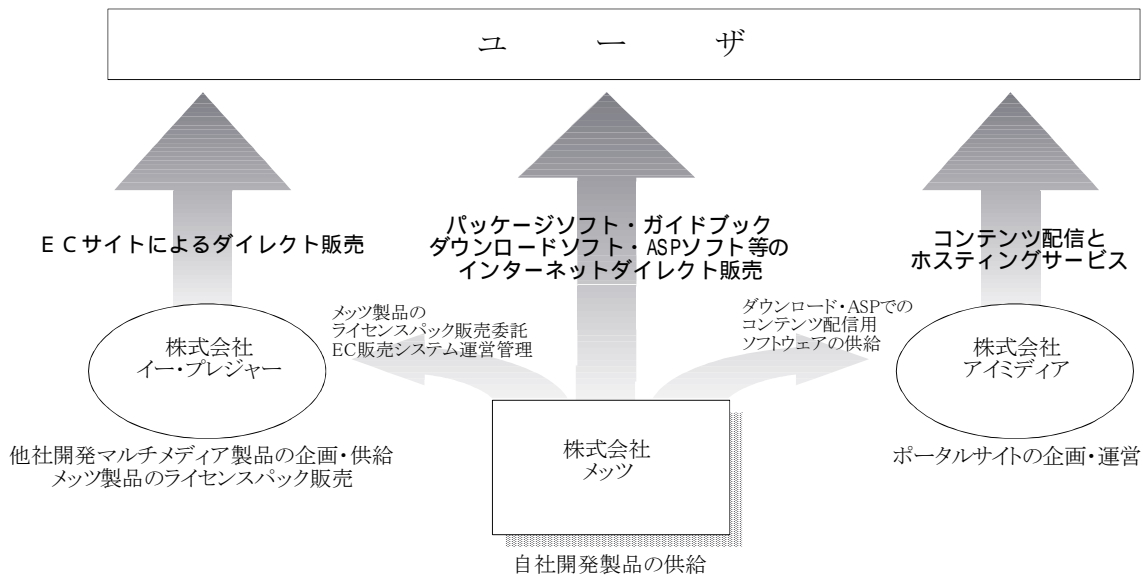 ユ ー ザ
ECサイトによるダイレクト販売
パッケージソフト・ガイドブック
ダウンロードソフト・ASPソフト等の
インターネットダイレクト販売
コンテンツ配信と
ホスティングサービス
メッツ製品の
ライセンスパック販売委託
EC販売システム運営管理
ダウンロード・ASPでの
コンテンツ配信用
ソフトウェアの供給
株式会社
イー・プレジャー
株式会社
アイミディア
株式会社
メッツ
他社開発マルチメディア製品の企画・供給
メッツ製品のライセンスパック販売
ポータルサイトの企画・運営
自社開発製品の供給